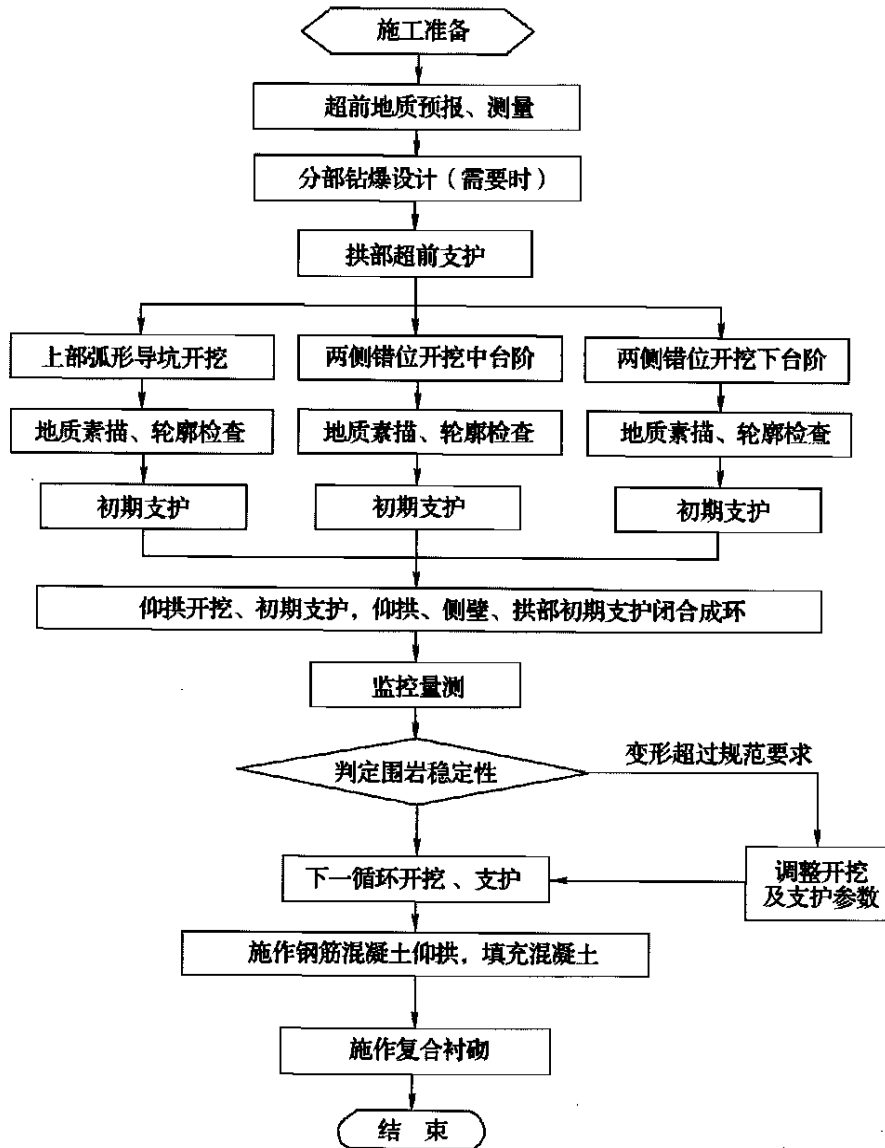 施工准备
超前地质预报、测量
分部钻爆设计（需要时）
拱部超前支护
上部弧形导坑开挖
两侧错位开挖中台阶
两侧错位开挖下台阶
地质素描、轮廓检查
地质素描、轮廓检查
地质素描、轮廓检查
初期支护
初期支护
初期支护
仰拱开挖、初期支护，仰拱、侧壁、拱部初期支护闭合成环
监控量测
判定围岩稳定性
变形超过规范要求
下一循环开挖、支护
调整开挖
及支护参数
施作钢筋混凝土仰拱，填充混凝土
施作复合衬砌
结 束